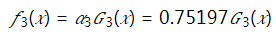 f₃(x) = a₃G₃(x) = 0.75197G₃(x)